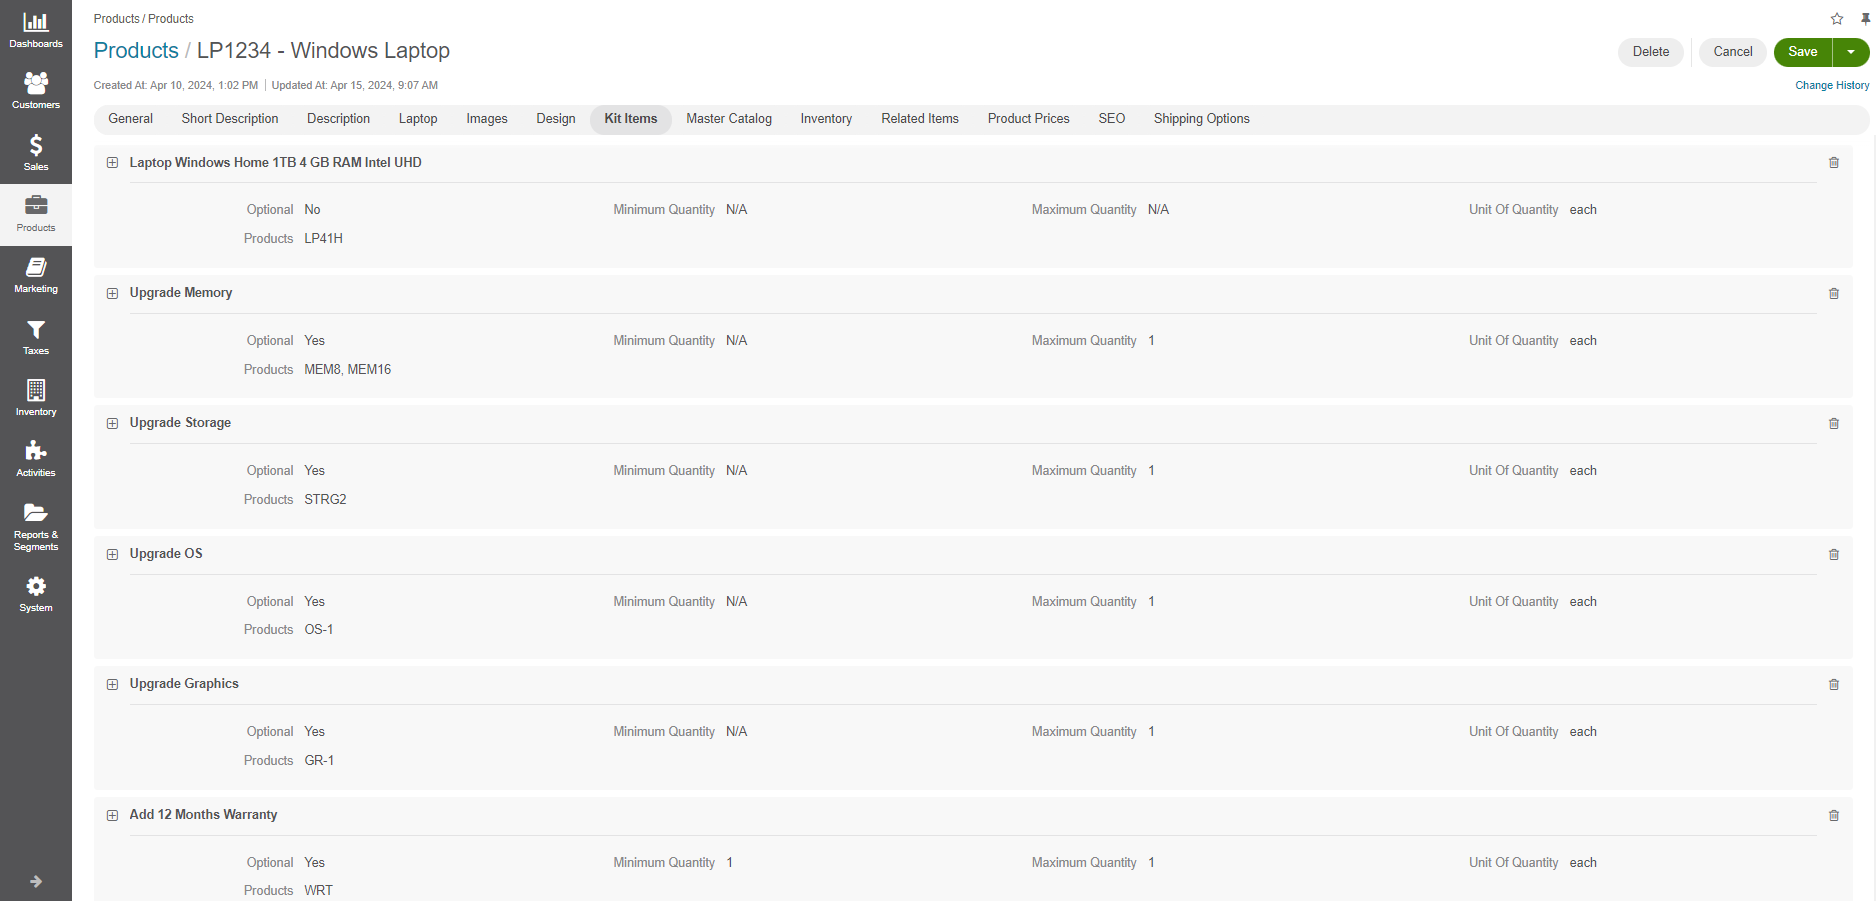 Dashboards
Customers
Sales
Products
Marketing
Taxes
Inventory
Activities
Reports &
Segments
System
Products / Products
Products / LP1234 - Windows Laptop
Delete
Cancel
Save
Created At: Apr 10, 2024, 1:02 PM | Updated At: Apr 15, 2024, 9:07 AM
Change History
General Short Description Description Laptop Images Design Kit Items Master Catalog Inventory Related Items Product Prices SEO Shipping Options
Laptop Windows Home 1TB 4 GB RAM Intel UHD
Optional No Minimum Quantity N/A Maximum Quantity N/A Unit Of Quantity each
Products LP41H
Upgrade Memory
Optional Yes Minimum Quantity N/A Maximum Quantity 1 Unit Of Quantity each
Products MEM8, MEM16
Upgrade Storage
Optional Yes Minimum Quantity N/A Maximum Quantity 1 Unit Of Quantity each
Products STRG2
Upgrade OS
Optional Yes Minimum Quantity N/A Maximum Quantity 1 Unit Of Quantity each
Products OS-1
Upgrade Graphics
Optional Yes Minimum Quantity N/A Maximum Quantity 1 Unit Of Quantity each
Products GR-1
Add 12 Months Warranty
Optional Yes Minimum Quantity 1 Maximum Quantity 1 Unit Of Quantity each
Products WRT